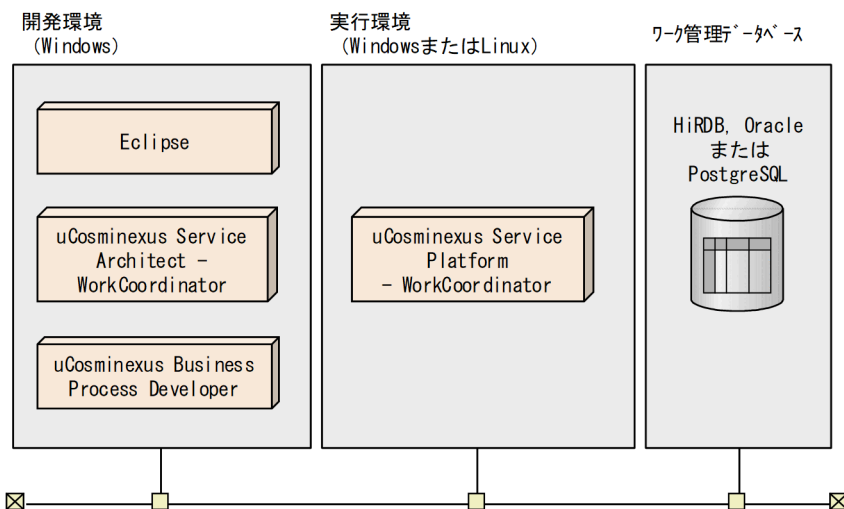 開発環境
（Windows）
Eclipse
uCosminexus Service
Architect －
WorkCoordinator
uCosminexus Business
Process Developer
実行環境
（WindowsまたはLinux）
uCosminexus Service
Platform
－ WorkCoordinator
ﾜｰｸ管理ﾃﾞｰﾀﾍﾞｰｽ
HiRDB, Oracle
または
PostgreSQL